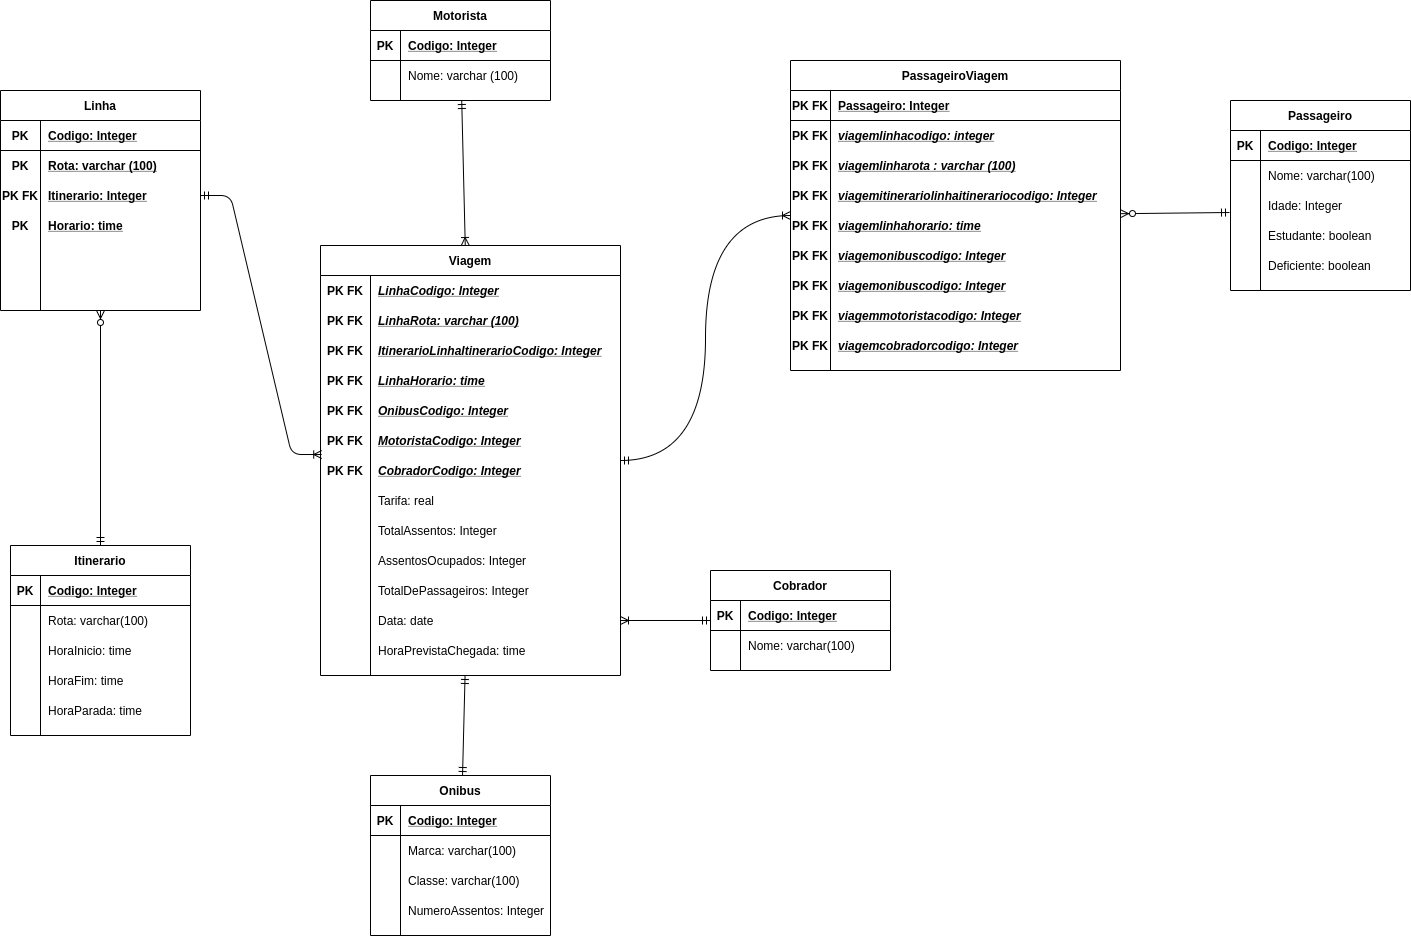 Motorista
PK Codigo: Integer
Nome: varchar (100)
Linha
PK Codigo: Integer
PK Rota: varchar (100)
PK FK Itinerario: Integer
PK Horario: time
PassageiroViagem
PK FK Passageiro: Integer
PK FK viagemlinhacodigo: integer
PK FK viagemlinharota : varchar (100)
PK FK viagemitinerariolinhaitinerariocodigo: Integer
PK FK viagemlinhahorario: time
PK FK viagemonibuscodigo: Integer
PK FK viagemonibuscodigo: Integer
PK FK viagemmotoristacodigo: Integer
PK FK viagemcobradorcodigo: Integer
Passageiro
PK Codigo: Integer
Nome: varchar(100)
Idade: Integer
Estudante: boolean
Deficiente: boolean
Viagem
PK FK LinhaCodigo: Integer
PK FK LinhaRota: varchar (100)
PK FK ItinerarioLinhaItinerarioCodigo: Integer
PK FK LinhaHorario: time
PK FK OnibusCodigo: Integer
PK FK MotoristaCodigo: Integer
PK FK CobradorCodigo: Integer
Tarifa: real
TotalAssentos: Integer
AssentosOcupados: Integer
TotalDePassageiros: Integer
Data: date
HoraPrevistaChegada: time
Itinerario
PK Codigo: Integer
Rota: varchar(100)
HoraInicio: time
HoraFim: time
HoraParada: time
Cobrador
PK Codigo: Integer
Nome: varchar(100)
Onibus
PK Codigo: Integer
Marca: varchar(100)
Classe: varchar(100)
NumeroAssentos: Integer